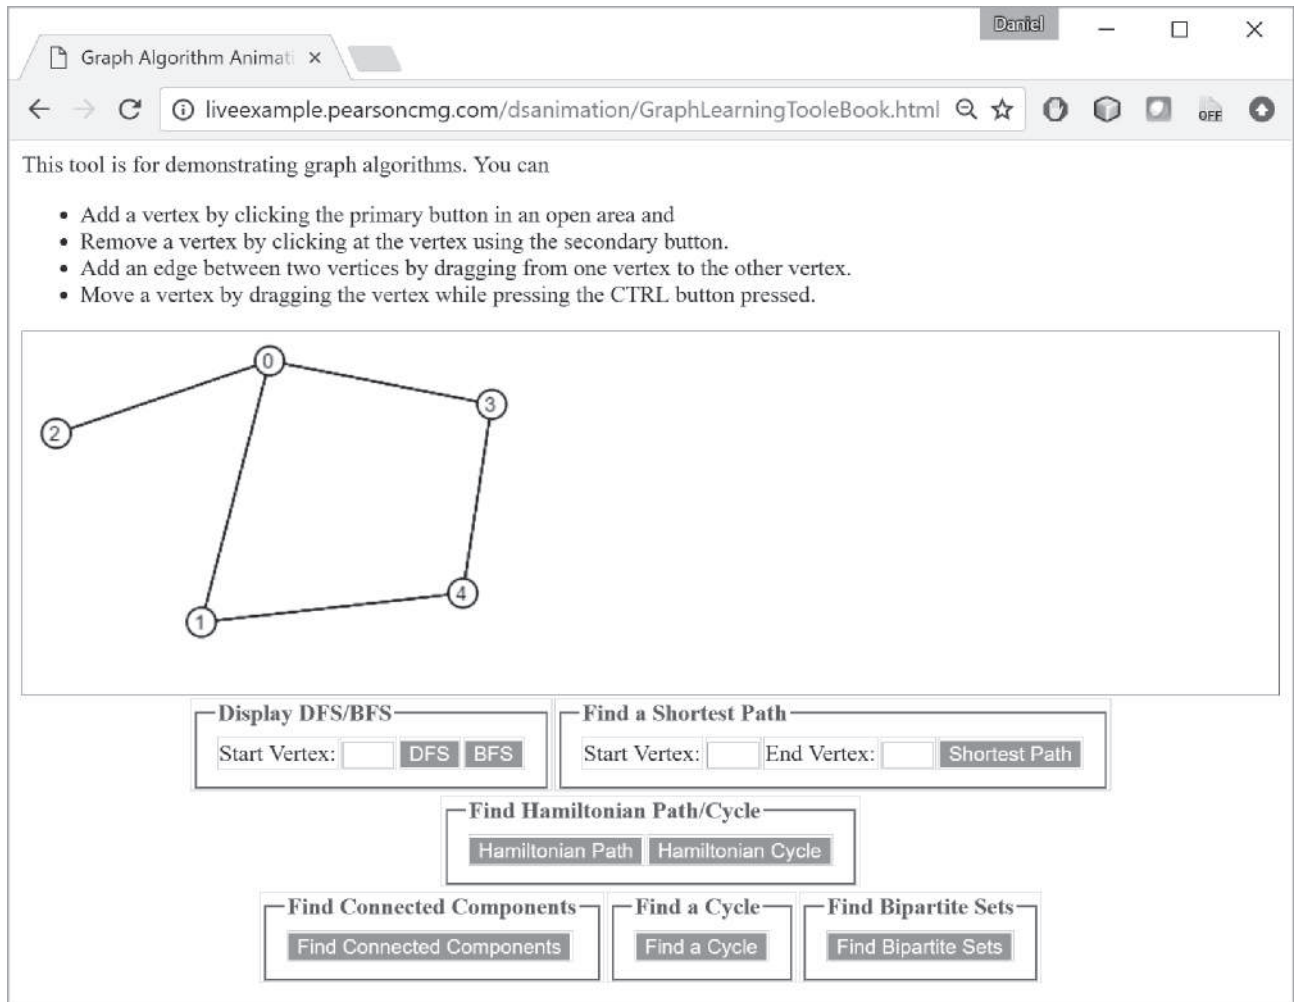 Daniel
Graph Algorithm Animati
liveexample.pearsoncmg.com/dsanimation/GraphLearningTooleBook.html
OFF
This tool is for demonstrating graph algorithms. You can
• Add a vertex by clicking the primary button in an open area and
• Remove a vertex by clicking at the vertex using the secondary button.
• Add an edge between two vertices by dragging from one vertex to the other vertex.
• Move a vertex by dragging the vertex while pressing the CTRL button pressed.
0
3
2
4
1
Display DFS/BFS
Start Vertex: DFS BFS
Find a Shortest Path
Start Vertex: End Vertex: Shortest Path
Find Hamiltonian Path/Cycle
Hamiltonian Path Hamiltonian Cycle
Find Connected Components
Find Connected Components
Find a Cycle
Find a Cycle
Find Bipartite Sets
Find Bipartite Sets